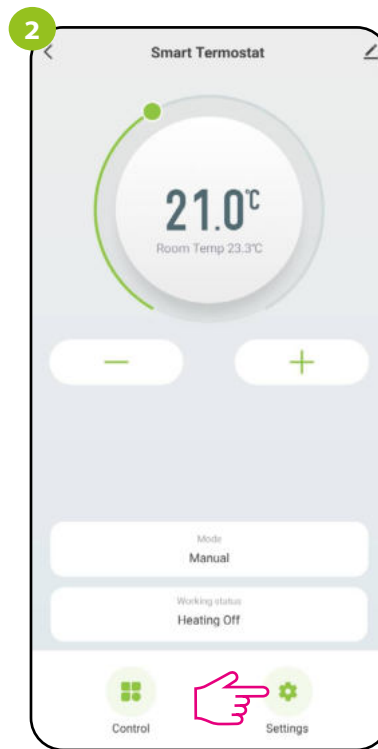 2
Smart Termostat
21.0℃
Room Temp 23.3℃
Mode
Manual
Working status
Heating Off
Control
Settings